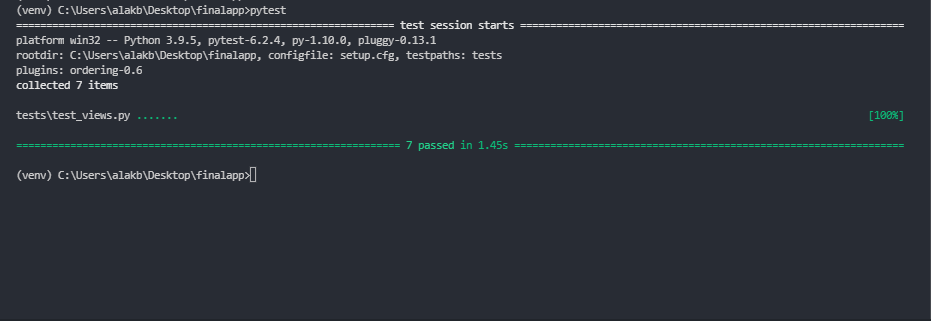 (venv) C:\Users\alakb\Desktop\finalapp>pytest
============================= test session starts =============================
platform win32 -- Python 3.9.5, pytest-6.2.4, py-1.10.0, pluggy-0.13.1
rootdir: C:\Users\alakb\Desktop\finalapp, configfile: setup.cfg, testpaths: tests
plugins: ordering-0.6
collected 7 items
tests\test_views.py ....... [100%]
============================== 7 passed in 1.45s ==============================
(venv) C:\Users\alakb\Desktop\finalapp>